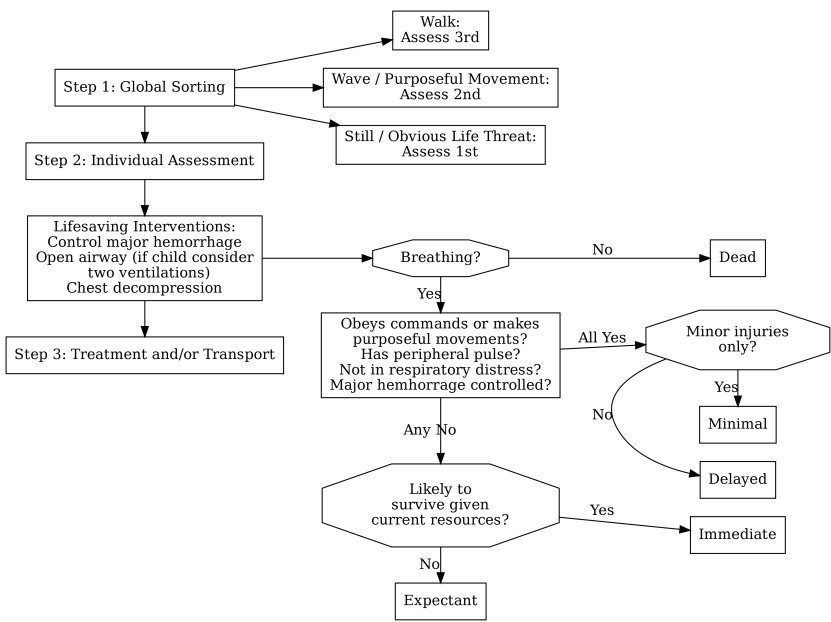 Walk:
Assess 3rd
Step 1: Global Sorting
Wave / Purposeful Movement:
Assess 2nd
Still / Obvious Life Threat:
Assess 1st
Step 2: Individual Assessment
Lifesaving Interventions:
Control major hemorrhage
Open airway (if child consider
two ventilations)
Chest decompression
Breathing?
No
Dead
Yes
Step 3: Treatment and/or Transport
Obeys commands or makes
purposeful movements?
Has peripheral pulse?
Not in respiratory distress?
Major hemhorrage controlled?
All Yes
Minor injuries
only?
Yes
Minimal
No
Delayed
Any No
Likely to
survive given
current resources?
Yes
Immediate
No
Expectant